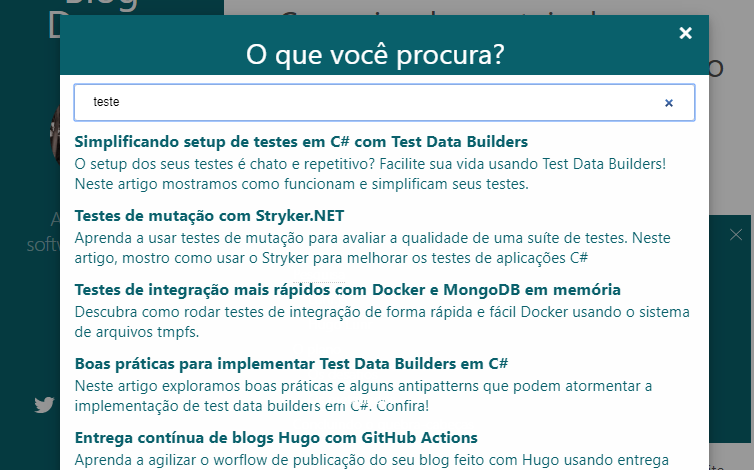 Blog
O que você procura?
teste
Simplificando setup de testes em C# com Test Data Builders
O setup dos seus testes é chato e repetitivo? Facilite sua vida usando Test Data Builders!
Neste artigo mostramos como funcionam e simplificam seus testes.
Testes de mutação com Stryker.NET
Aprenda a usar testes de mutação para avaliar a qualidade de uma suíte de testes. Neste
artigo, mostro como usar o Stryker para melhorar os testes de aplicações C#
Testes de integração mais rápidos com Docker e MongoDB em memória
Descubra como rodar testes de integração de forma rápida e fácil Docker usando o sistema
de arquivos tmpfs.
Boas práticas para implementar Test Data Builders em C#
Neste artigo exploramos boas práticas e alguns antipatterns que podem atormentar a
implementação de test data builders em C#. Confira!
Entrega contínua de blogs Hugo com GitHub Actions
Aprenda a agilizar o worflow de publicação do seu blog feito com Hugo usando entrega